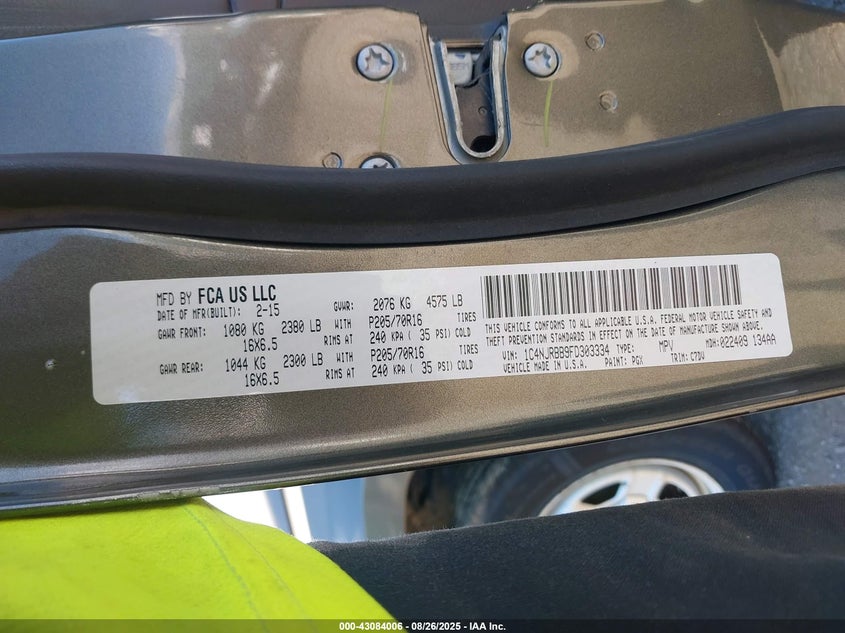 MFD BY FCA US LLC
DATE OF MFR(BUILT): 2-15 GVWR: 2076 KG 4575 LB
GAWR FRONT: 1080 KG 2380 LB WITH P205/70R16 TIRES
16X6.5 RIMS AT 240 KPA ( 35 PSI) COLD
GAWR REAR: 1044 KG 2300 LB WITH P205/70R16 TIRES
16X6.5 RIMS AT 240 KPA ( 35 PSI) COLD
THIS VEHICLE CONFORMS TO ALL APPLICABLE U.S.A. FEDERAL MOTOR VEHICLE SAFETY AND
THEFT PREVENTION STANDARDS IN EFFECT ON THE DATE OF MANUFACTURE SHOWN ABOVE.
VIN: 1C4NJRBB9FD303334 TYPE: MPV MDH: 022409 134AA
VEHICLE MADE IN U.S.A. PAINT: PGX TRIM: C7DV
000-43084006 - 08/26/2025 - IAA Inc.